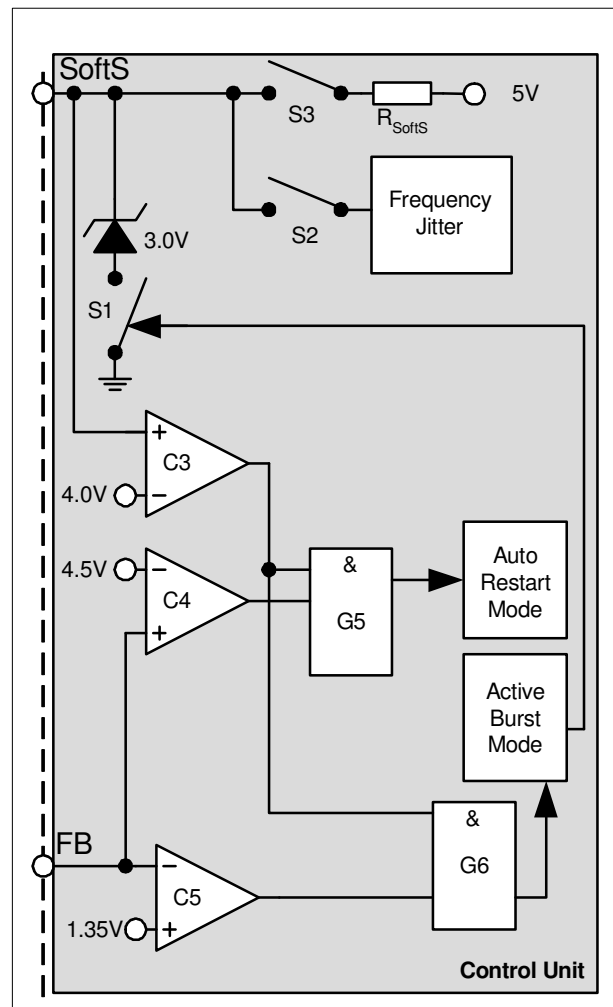 SoftS
5V
S3
R SoftS
Frequency
Jitter
S2
3.0V
S1
+
C3
4.0V
−
4.5V
−
C4
+
&
G5
Auto
Restart
Mode
Active
Burst
Mode
FB
&
G6
−
C5
1.35V
+
Control Unit